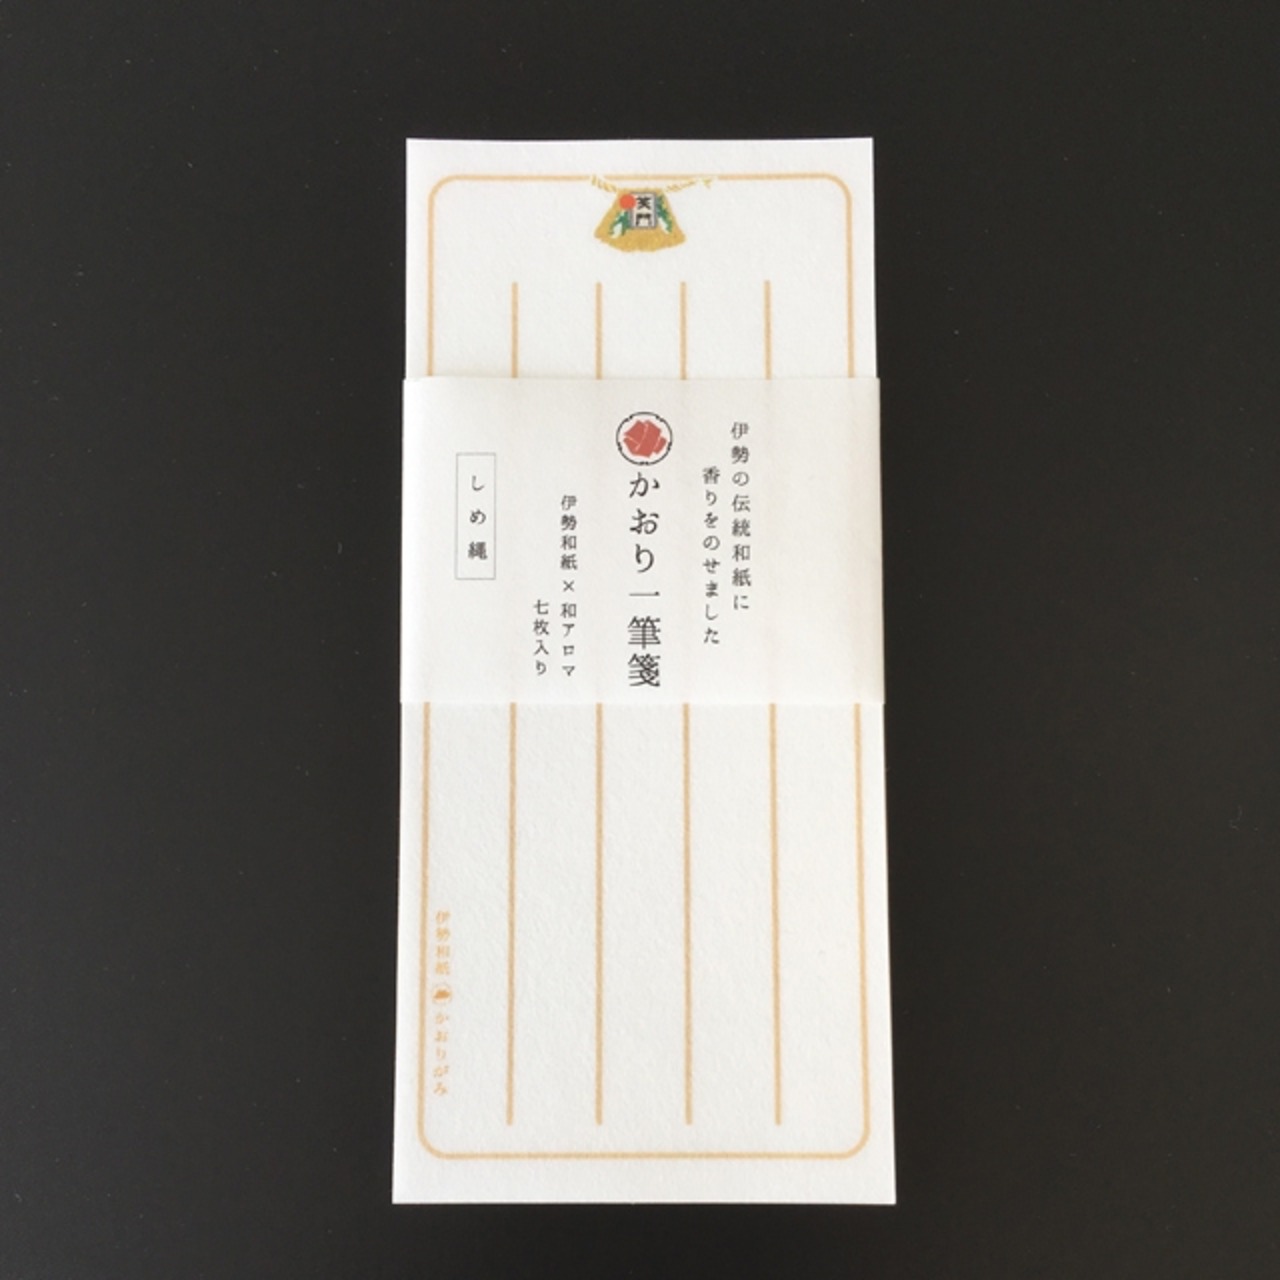 笑門
伊勢の伝統和紙に
香りをのせました
かおり一筆箋
伊勢和紙×和アロマ
七枚入り
しめ縄
伊勢和紙 かおりがみ